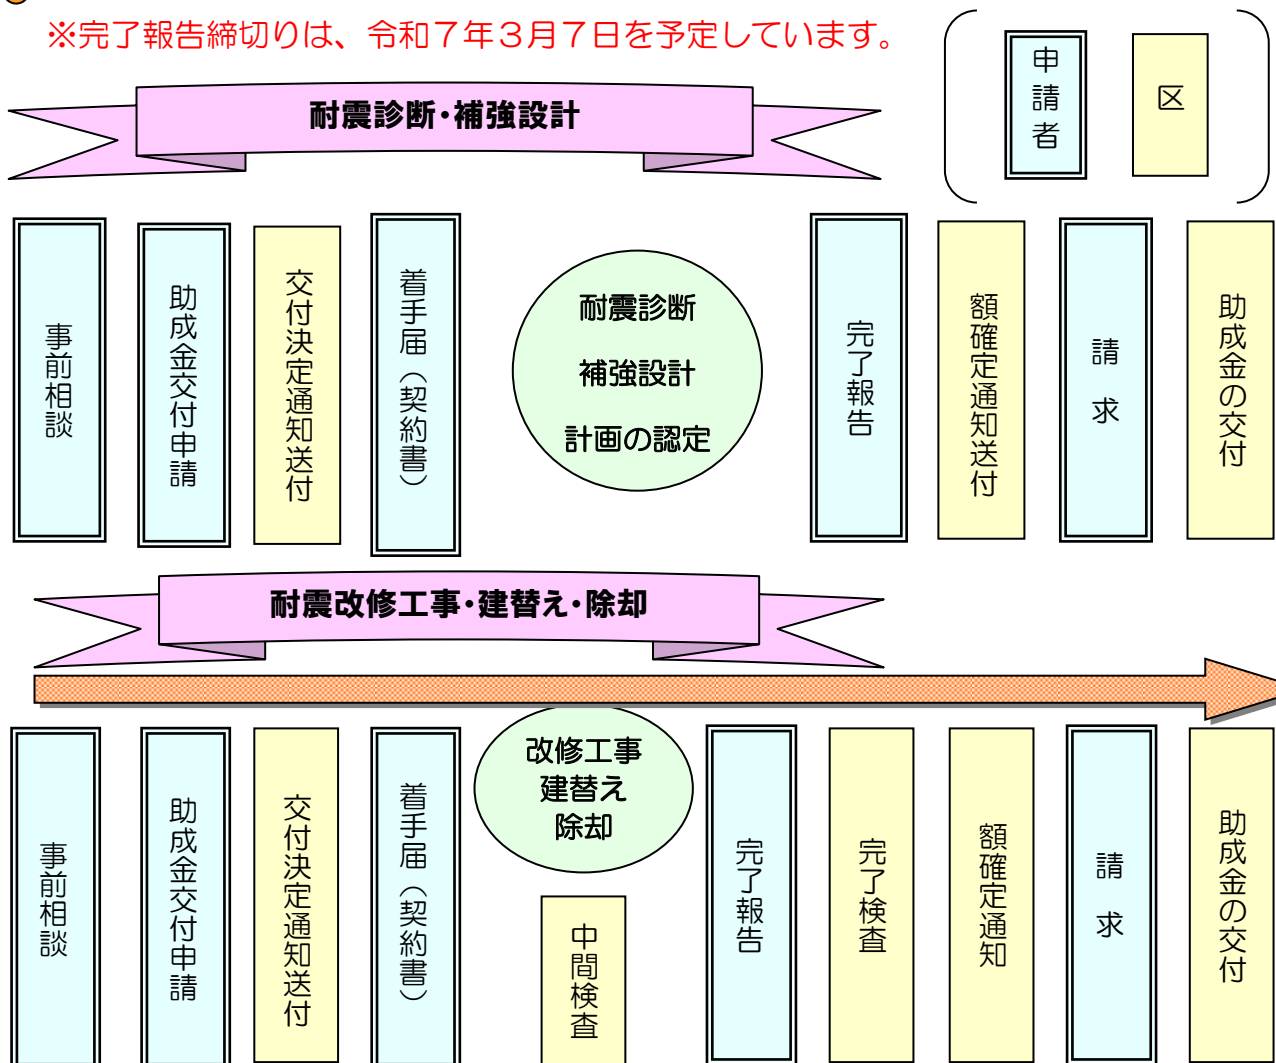 ※完了報告締切りは、令和７年３月７日を予定しています。
申請者
区
耐震診断・補強設計
事前相談
助成金交付申請
交付決定通知送付
着手届（契約書）
耐震診断
補強設計
計画の認定
完了報告
額確定通知送付
請求
助成金の交付
耐震改修工事・建替え・除却
事前相談
助成金交付申請
交付決定通知送付
着手届（契約書）
改修工事
建替え
除却
中間検査
完了報告
完了検査
額確定通知
請求
助成金の交付